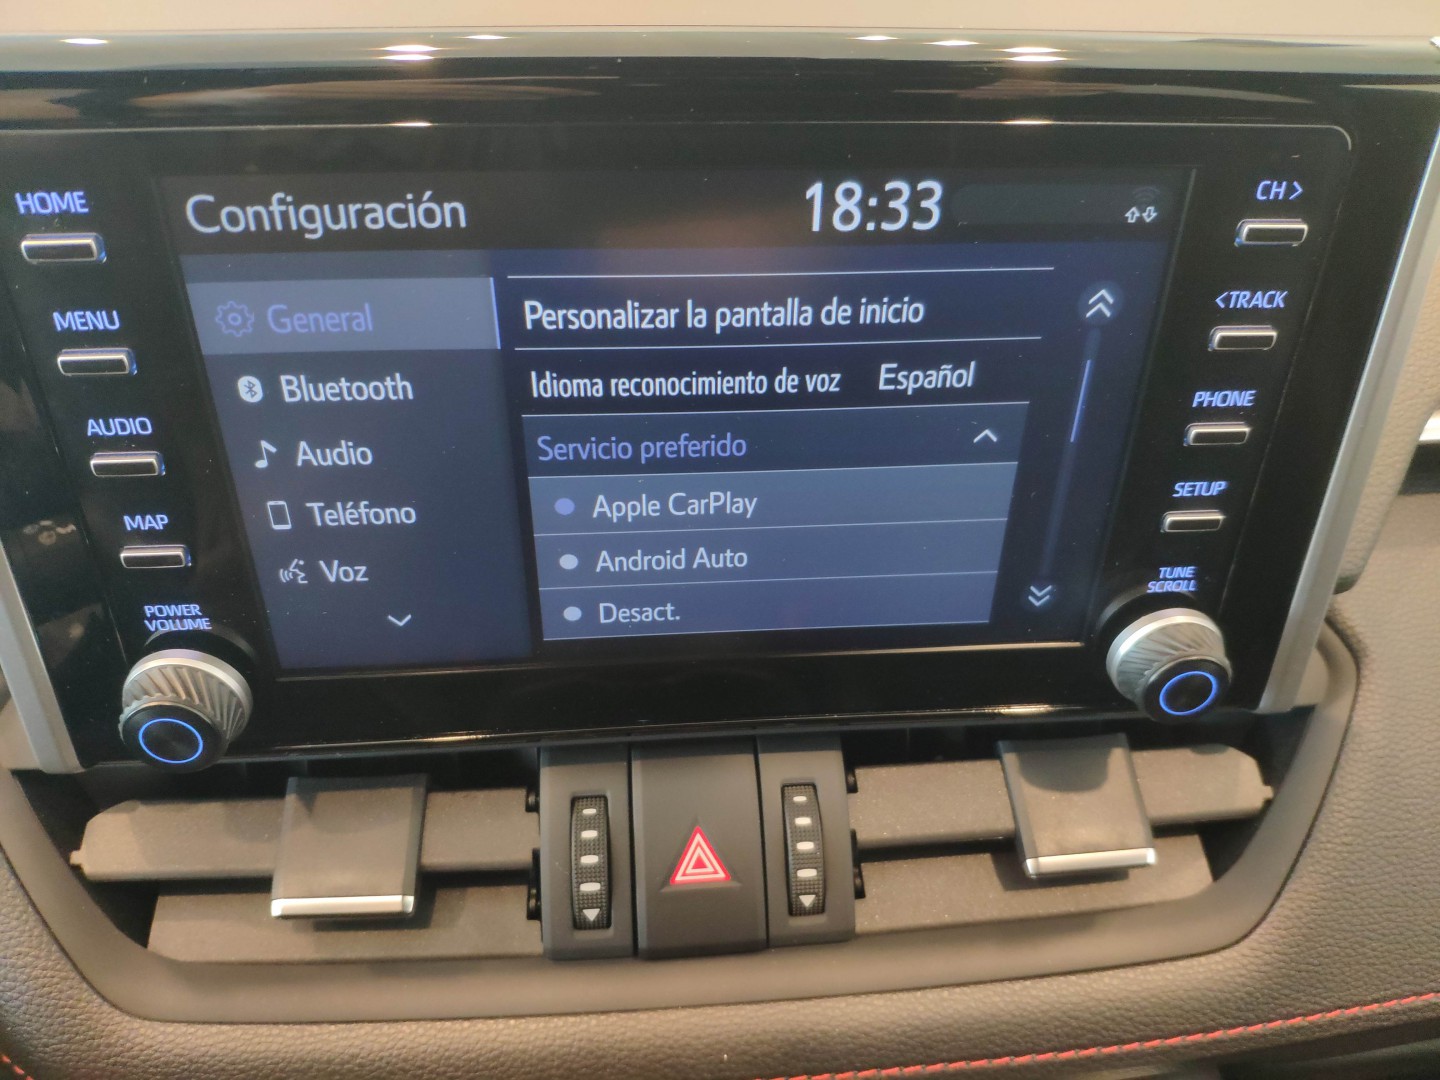 HOME
MENU
AUDIO
MAP
POWER
VOLUME
Configuración
18:33
General
Bluetooth
Audio
Teléfono
Voz
Personalizar la pantalla de inicio
Idioma reconocimiento de voz Español
Servicio preferido
Apple CarPlay
Android Auto
Desact.
CH >
< TRACK
PHONE
SETUP
TUNE
SCROLL